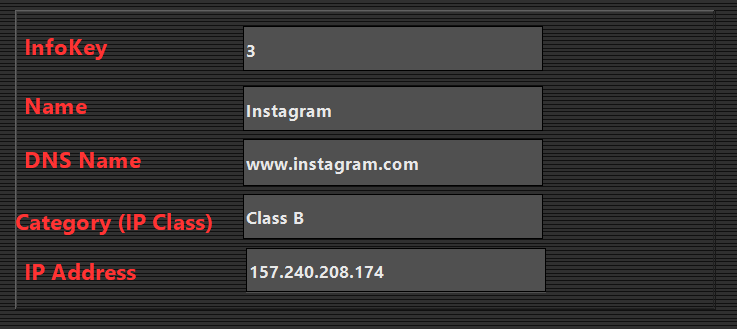 InfoKey 3
Name Instagram
DNS Name www.instagram.com
Category (IP Class) Class B
IP Address 157.240.208.174